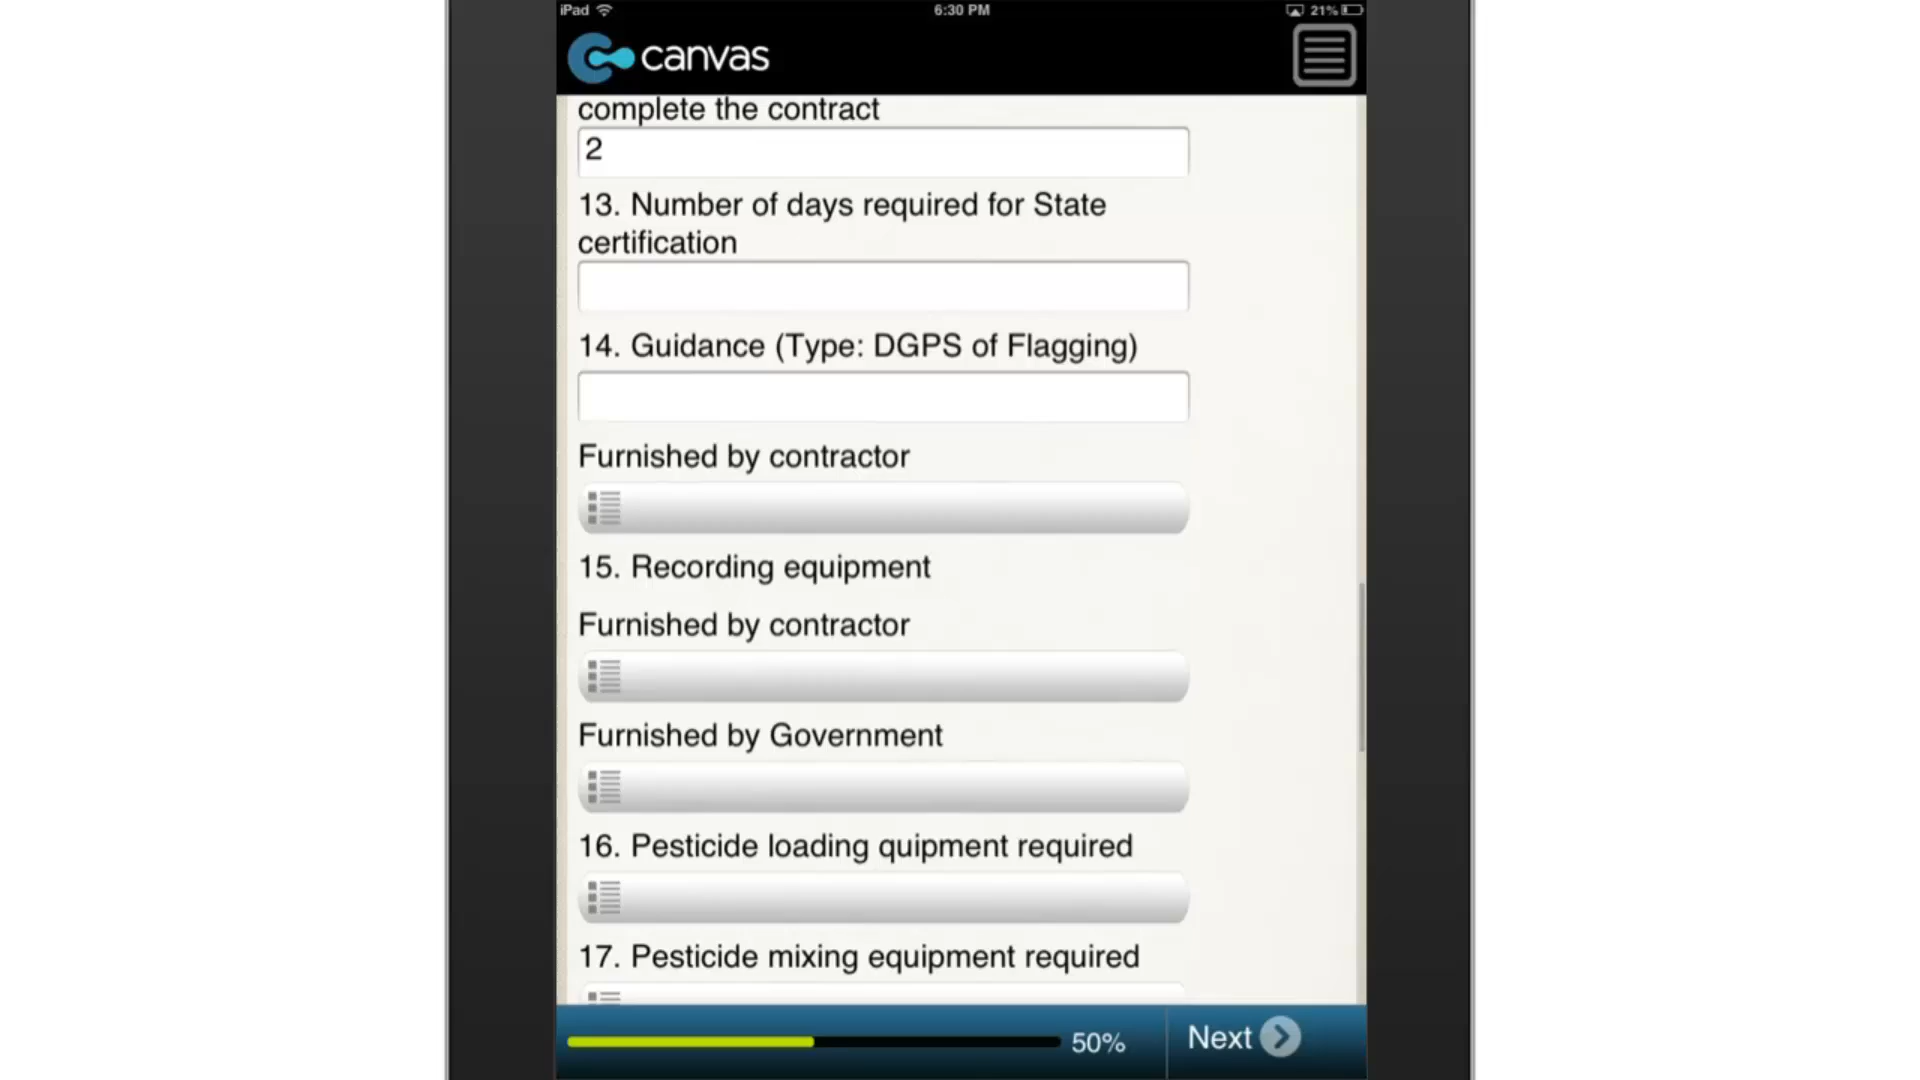 iPad
6:30 PM
21%
canvas
complete the contract
2
13. Number of days required for State
certification
14. Guidance (Type: DGPS of Flagging)
Furnished by contractor
15. Recording equipment
Furnished by contractor
Furnished by Government
16. Pesticide loading quipment required
17. Pesticide mixing equipment required
50%
Next